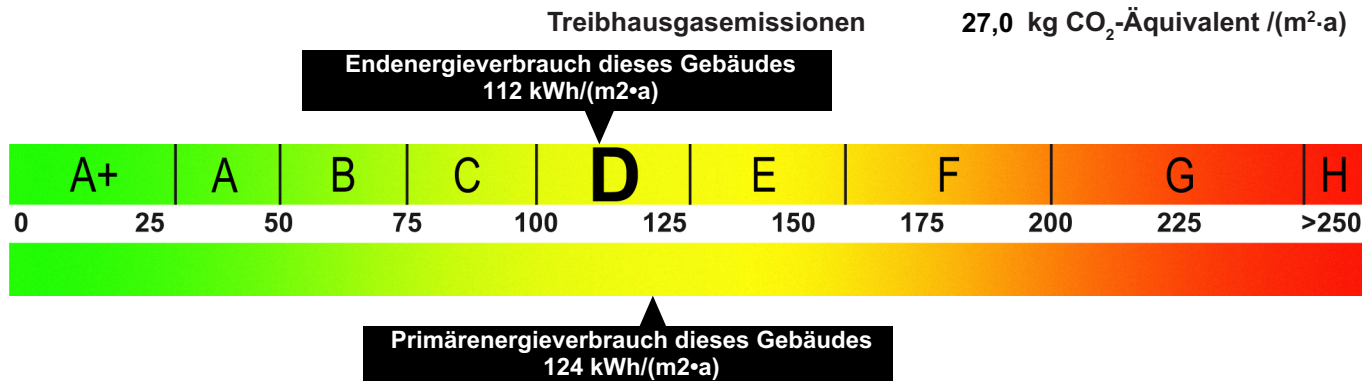 Treibhausgasemissionen 27,0 kg CO₂-Äquivalent /(m²·a)
Endenergieverbrauch dieses Gebäudes
112 kWh/(m2•a)
A+ A B C D E F G H
0 25 50 75 100 125 150 175 200 225 >250
Primärenergieverbrauch dieses Gebäudes
124 kWh/(m2•a)